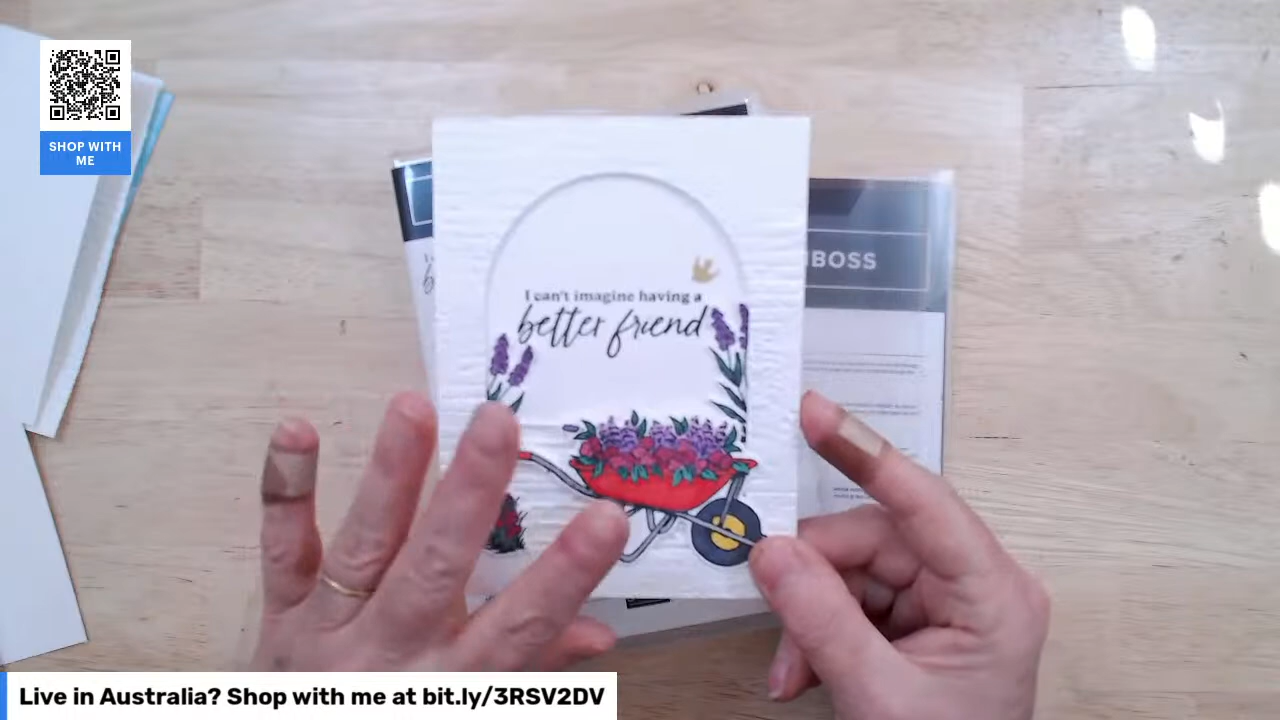 SHOP WITH
ME
BOSS
I can't imagine having a
better friend
Live in Australia? Shop with me at bit.ly/3RSV2DV